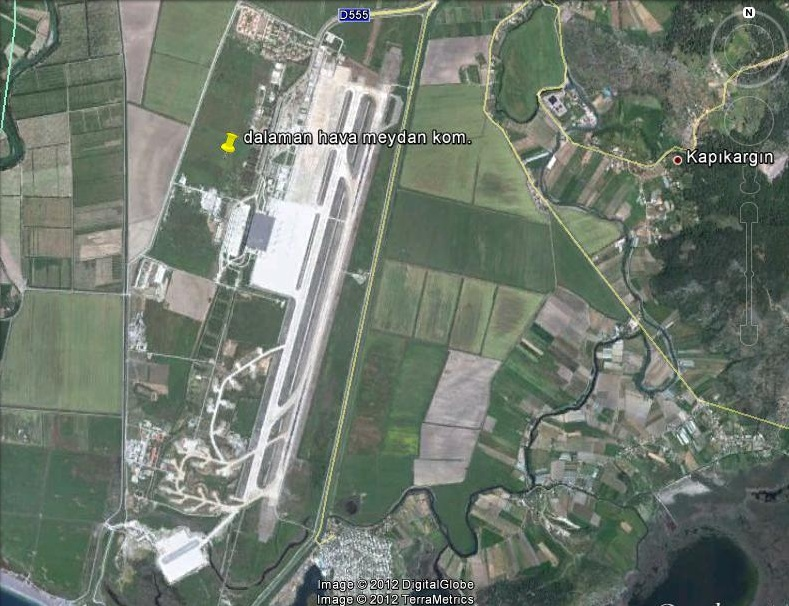 D555
N
dalaman hava meydan kom.
Kapıkargın
Image © 2012 DigitalGlobe
Image © 2012 TerraMetrics